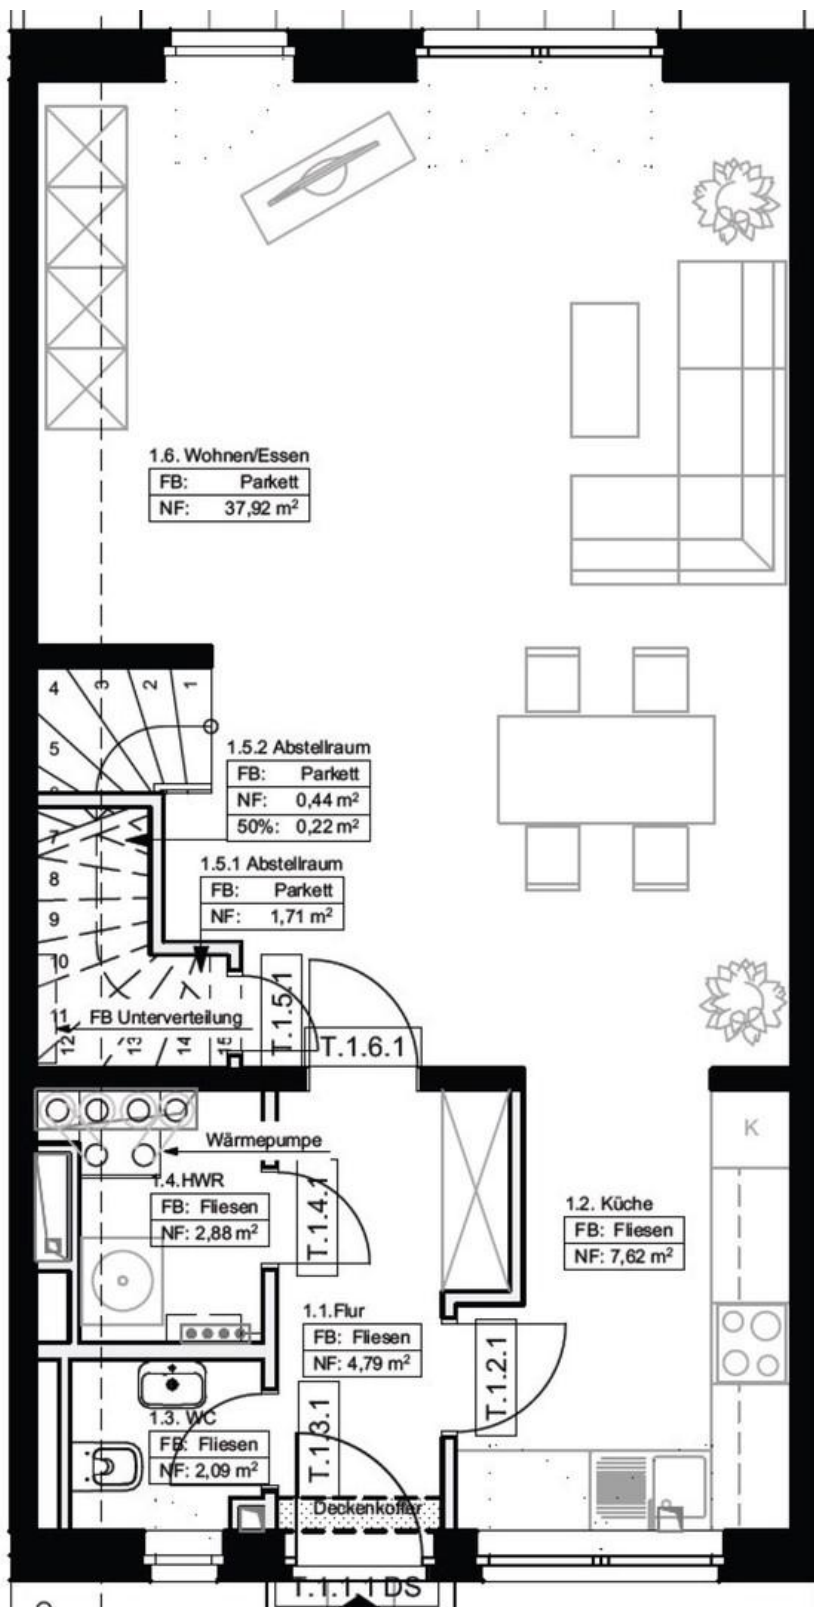 1.6. Wohnen/Essen
FB: Parkett
NF: 37,92 m²
4 3 2 1
5
1.5.2 Abstellraum
FB: Parkett
NF: 0,44 m²
50%: 0,22 m²
7
8
9
10
11
12 13 14 15
1.5.1 Abstellraum
FB: Parkett
NF: 1,71 m²
FB Unterverteilung
T.1.5.1
T.1.6.1
Wärmepumpe
1.4.HWR
FB: Fliesen
NF: 2,88 m²
T.1.4.1
K
1.2. Küche
FB: Fliesen
NF: 7,62 m²
1.1.Flur
FB: Fliesen
NF: 4,79 m²
T.1.2.1
1.3. WC
FB: Fliesen
NF: 2,09 m²
T.1.3.1
Deckenkoffer
T.1.1.1 DS